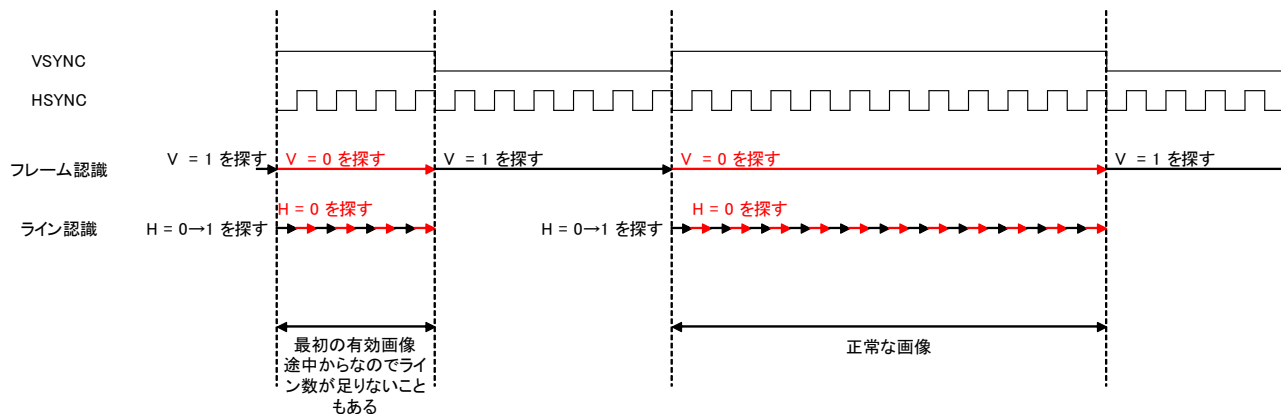 VSYNC
HSYNC
フレーム認識
V = 1 を探す
V = 0 を探す
V = 1 を探す
V = 0 を探す
V = 1 を探す
H = 0 を探す
H = 0 を探す
ライン認識
H = 0→1 を探す
H = 0→1 を探す
最初の有効画像
途中からなのでライ
ン数が足りないこと
もある
正常な画像